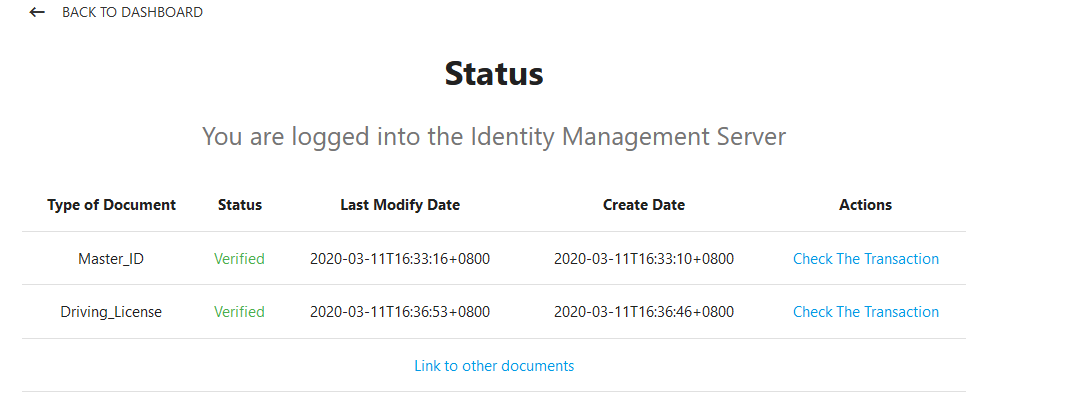 ← BACK TO DASHBOARD
Status
You are logged into the Identity Management Server
Type of Document Status Last Modify Date Create Date Actions
Master_ID Verified 2020-03-11T16:33:16+0800 2020-03-11T16:33:10+0800 Check The Transaction
Driving_License Verified 2020-03-11T16:36:53+0800 2020-03-11T16:36:46+0800 Check The Transaction
Link to other documents